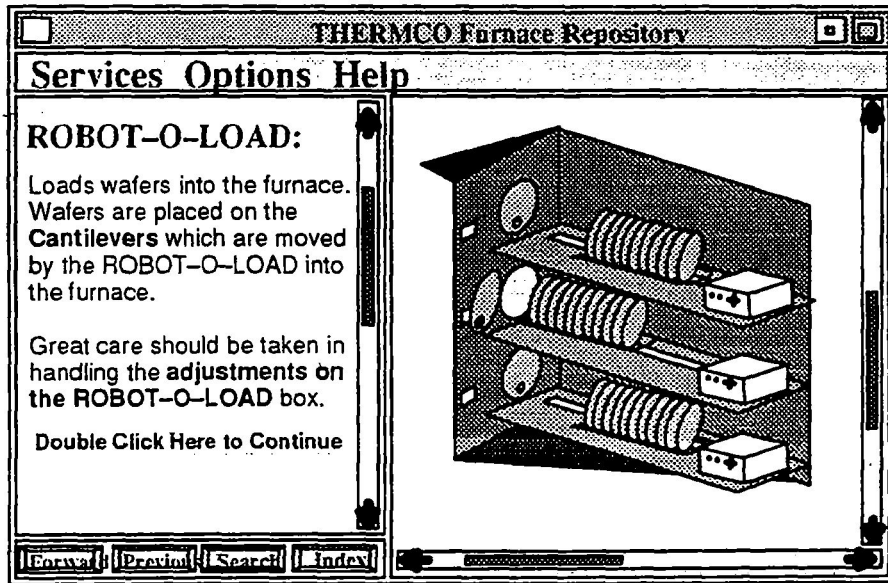 THERMCO Furnace Repository
Services Options Help
ROBOT–O–LOAD:
Loads wafers into the furnace.
Wafers are placed on the
Cantilevers which are moved
by the ROBOT–O–LOAD into
the furnace.
Great care should be taken in
handling the adjustments on
the ROBOT–O–LOAD box.
Double Click Here to Continue
Forward Previous Search Index